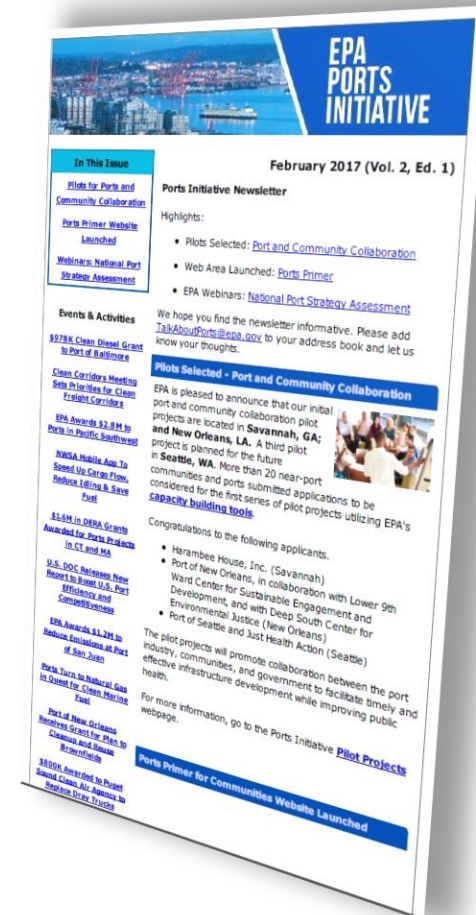 EPA
PORTS
INITIATIVE
February 2017 (Vol. 2, Ed. 1)
In This Issue
Pilots for Ports and
Community Collaboration
Ports Primer Website
Launched
Webinars: National Port
Strategy Assessment
Events & Activities
$978K Clean Diesel Grant
to Port of Baltimore
Clean Corridors Meeting
Sets Priorities for Clean
Freight Corridors
EPA Awards $2.8M to
Ports in Pacific Southwest
NWSA Mobile App To
Speed Up Cargo Flow,
Reduce Idling & Save
Fuel
$1.6M in DERA Grants
Awarded for Ports Projects
in CT and MA
U.S. DOC Releases New
Report to Boost U.S. Port
Efficiency and
Competitiveness
EPA Awards $1.2M to
Reduce Emissions at Port
of San Juan
Ports Turn to Natural Gas
in Quest for Clean Marine
Fuel
Port of New Orleans
Receives Grant for Plan to
Cleanup and Reuse
Brownfields
$800K Awarded to Puget
Sound Clean Air Agency to
Replace Dray Trucks
Ports Initiative Newsletter
Highlights:
• Pilots Selected: Port and Community Collaboration
• Web Area Launched: Ports Primer
• EPA Webinars: National Port Strategy Assessment
We hope you find the newsletter informative. Please add
TalkAboutPorts@epa.gov to your address book and let us
know your thoughts.
Pilots Selected - Port and Community Collaboration
EPA is pleased to announce that our initial
port and community collaboration pilot
projects are located in Savannah, GA;
and New Orleans, LA. A third pilot
project is planned for the future
in Seattle, WA. More than 20 near-port
communities and ports submitted applications to be
considered for the first series of pilot projects utilizing EPA's
capacity building tools.
Congratulations to the following applicants.
• Harambee House, Inc. (Savannah)
• Port of New Orleans, in collaboration with Lower 9th
Ward Center for Sustainable Engagement and
Development, and with Deep South Center for
Environmental Justice (New Orleans)
• Port of Seattle and Just Health Action (Seattle)
The pilot projects will promote collaboration between the port
industry, communities, and government to facilitate timely and
effective infrastructure development while improving public
health.
For more information, go to the Ports Initiative Pilot Projects
webpage.
Ports Primer for Communities Website Launched